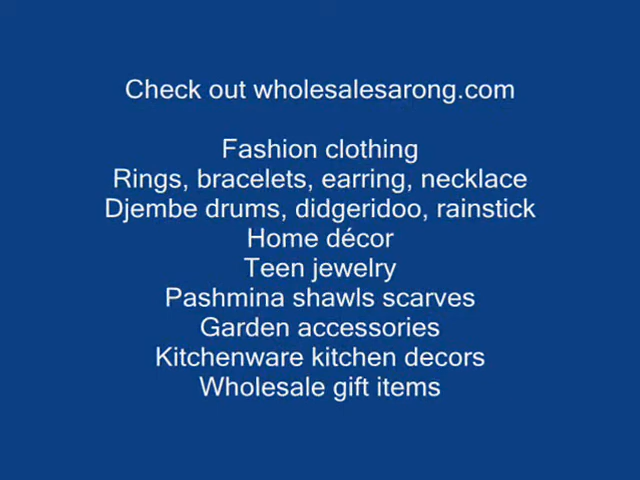 Check out wholesalesarong.com
Fashion clothing
Rings, bracelets, earring, necklace
Djembe drums, didgeridoo, rainstick
Home décor
Teen jewelry
Pashmina shawls scarves
Garden accessories
Kitchenware kitchen decors
Wholesale gift items